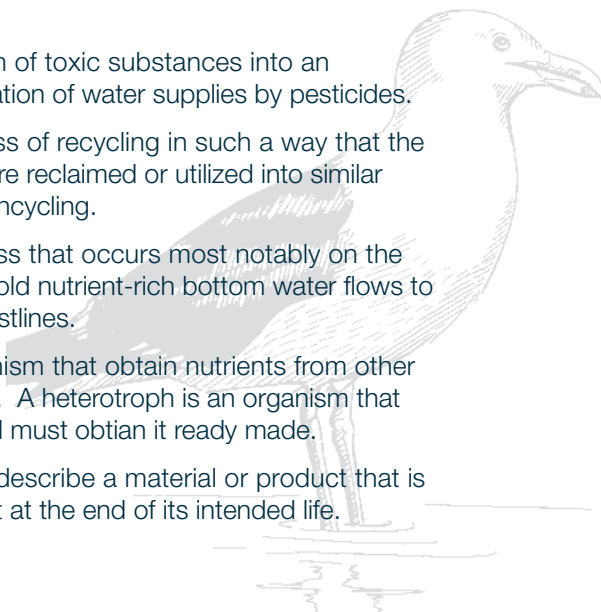 of toxic substances into an
ation of water supplies by pesticides.
ss of recycling in such a way that the
re reclaimed or utilized into similar
ncycling.
ss that occurs most notably on the
old nutrient-rich bottom water flows to
stlines.
nism that obtain nutrients from other
. A heterotroph is an organism that
must obtian it ready made.
describe a material or product that is
at the end of its intended life.